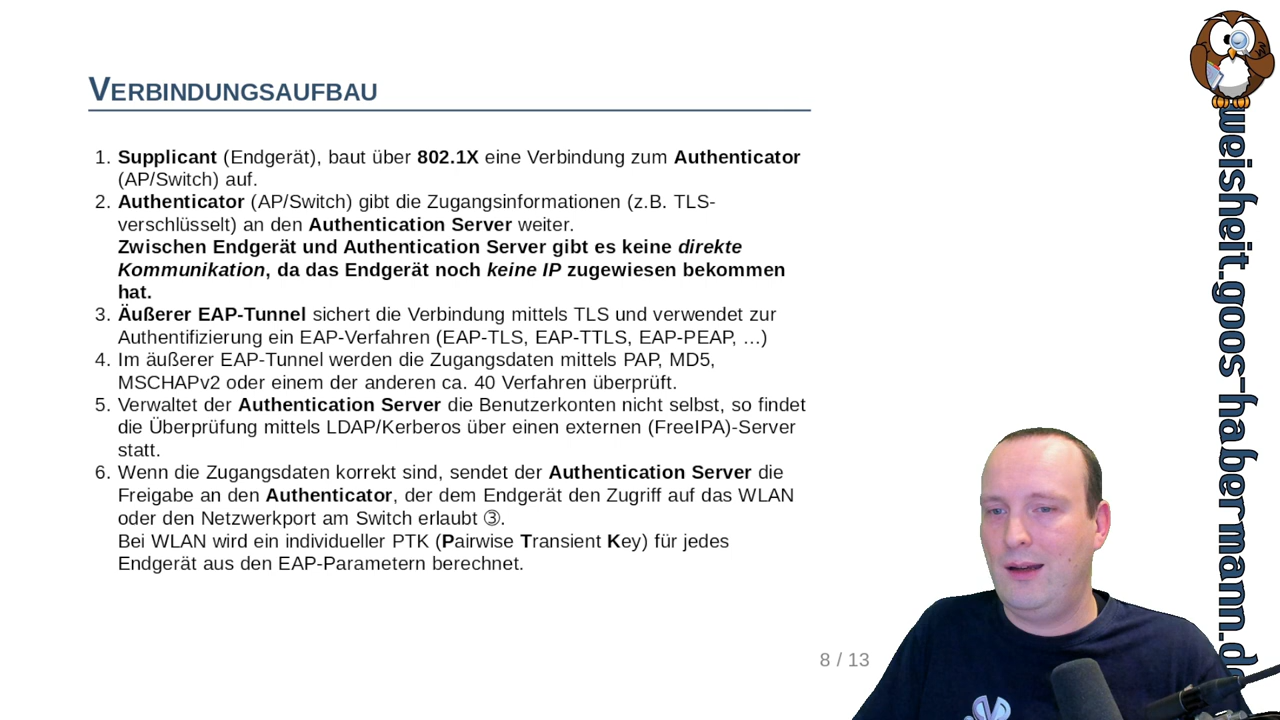 VERBINDUNGSAUFBAU
1. Supplicant (Endgerät), baut über 802.1X eine Verbindung zum Authenticator
(AP/Switch) auf.
2. Authenticator (AP/Switch) gibt die Zugangsinformationen (z.B. TLS-
verschlüsselt) an den Authentication Server weiter.
Zwischen Endgerät und Authentication Server gibt es keine direkte
Kommunikation, da das Endgerät noch keine IP zugewiesen bekommen
hat.
3. Äußerer EAP-Tunnel sichert die Verbindung mittels TLS und verwendet zur
Authentifizierung ein EAP-Verfahren (EAP-TLS, EAP-TTLS, EAP-PEAP, …)
4. Im äußerer EAP-Tunnel werden die Zugangsdaten mittels PAP, MD5,
MSCHAPv2 oder einem der anderen ca. 40 Verfahren überprüft.
5. Verwaltet der Authentication Server die Benutzerkonten nicht selbst, so findet
die Überprüfung mittels LDAP/Kerberos über einen externen (FreeIPA)-Server
statt.
6. Wenn die Zugangsdaten korrekt sind, sendet der Authentication Server die
Freigabe an den Authenticator, der dem Endgerät den Zugriff auf das WLAN
oder den Netzwerkport am Switch erlaubt ③.
Bei WLAN wird ein individueller PTK (Pairwise Transient Key) für jedes
Endgerät aus den EAP-Parametern berechnet.
8 / 13
weisheit.goos-habermann.de